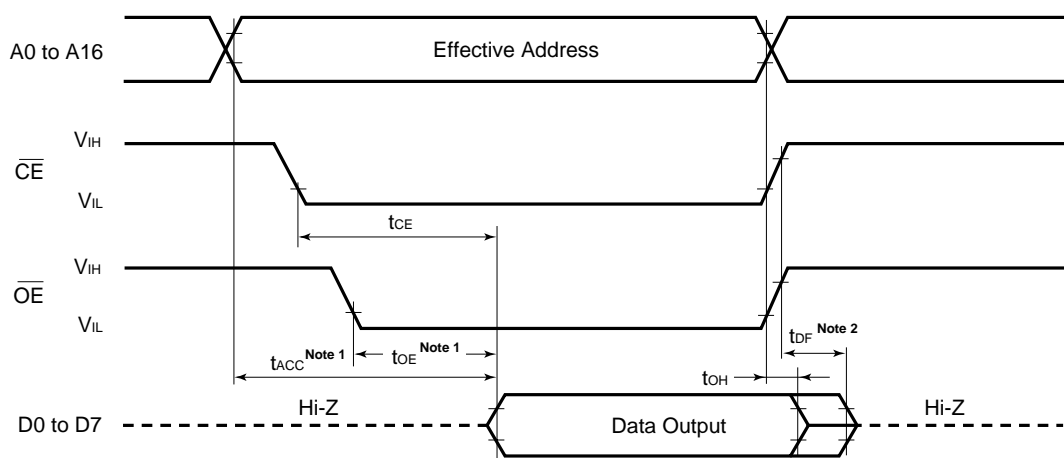 A0 to A16
Effective Address
VIH
CE
VIL
tCE
VIH
OE
VIL
tACC Note 1
tOE Note 1
tDF Note 2
tOH
Hi-Z
Hi-Z
D0 to D7
Data Output